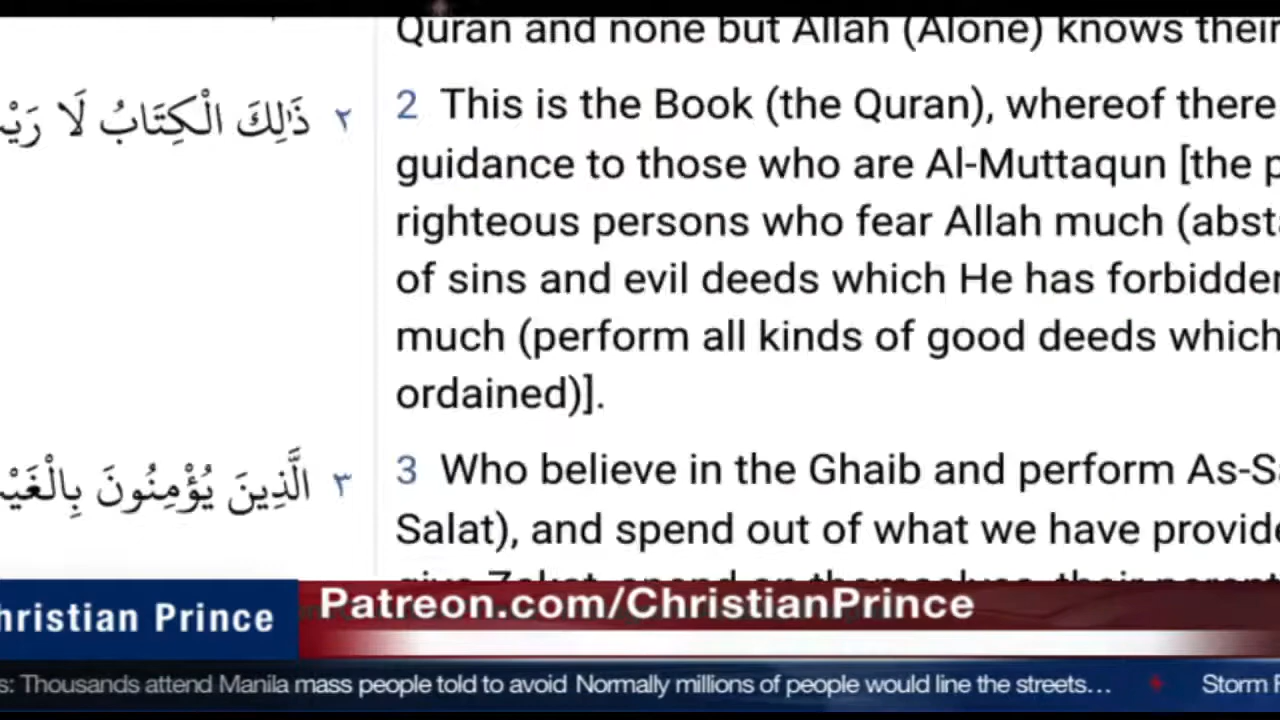 Quran and none but Allah (Alone) knows their
ذَٰلِكَ الْكِتَابُ لَا ٢
2 This is the Book (the Quran), whereof there
guidance to those who are Al-Muttaqun [the
righteous persons who fear Allah much
of sins and evil deeds which He has forbidden
much (perform all kinds of good deeds which
ordained)].
الَّذِينَ يُؤْمِنُونَ ٣
3 Who believe in the Ghaib and perform
Salat), and spend out of what we have
Christian Prince
Patreon.com/ChristianPrince
Thousands attend Manila mass people told to avoid Normally millions of people would line the streets... Storm